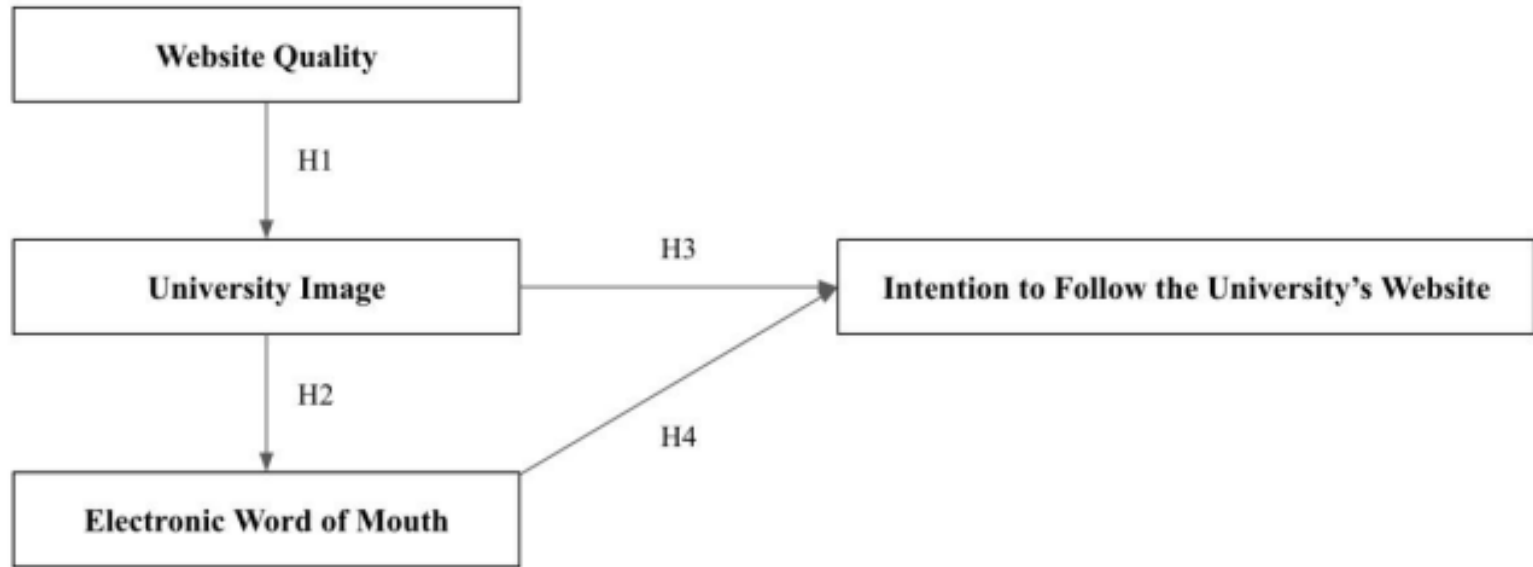 Website Quality
H1
University Image
H3
Intention to Follow the University’s Website
H2
H4
Electronic Word of Mouth